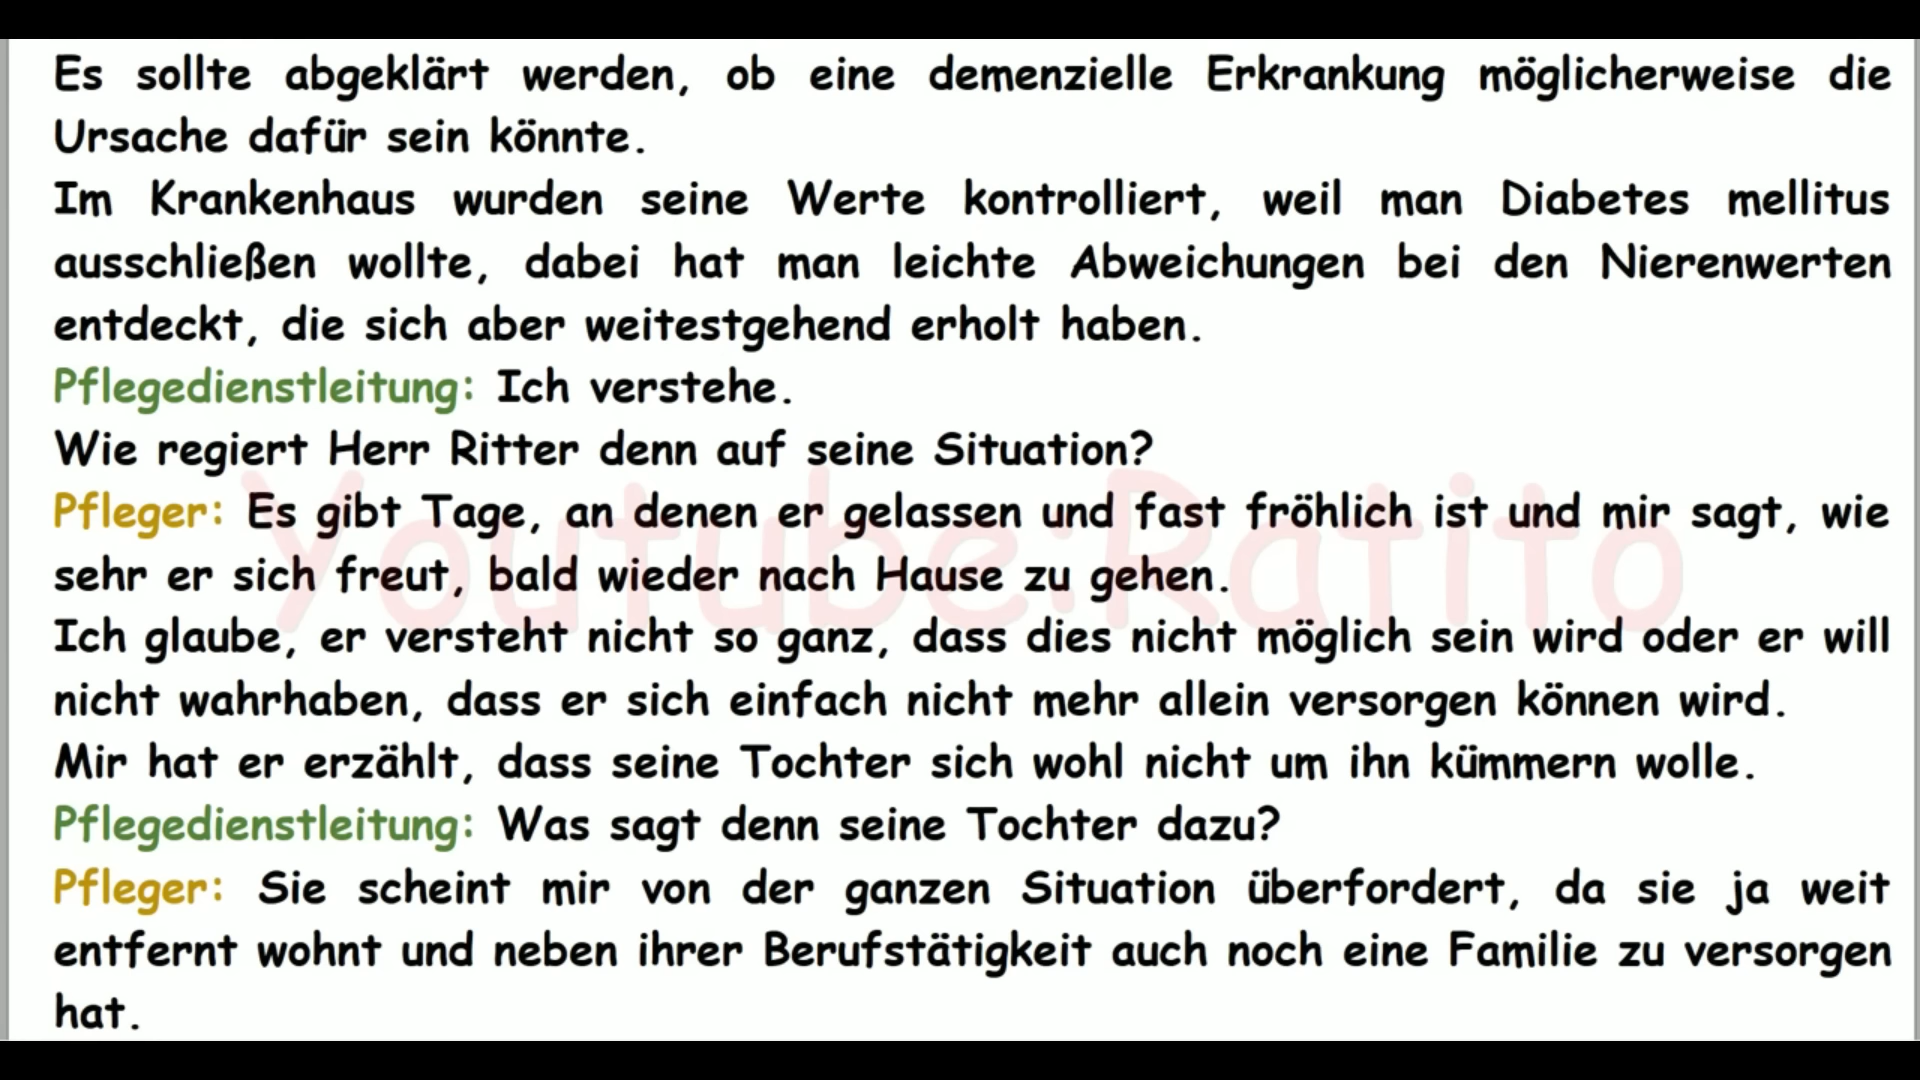 Es sollte abgeklärt werden, ob eine demenzielle Erkrankung möglicherweise die
Ursache dafür sein könnte.
Im Krankenhaus wurden seine Werte kontrolliert, weil man Diabetes mellitus
ausschließen wollte, dabei hat man leichte Abweichungen bei den Nierenwerten
entdeckt, die sich aber weitestgehend erholt haben.
Pflegedienstleitung: Ich verstehe.
Wie regiert Herr Ritter denn auf seine Situation?
Pfleger: Es gibt Tage, an denen er gelassen und fast fröhlich ist und mir sagt, wie
sehr er sich freut, bald wieder nach Hause zu gehen.
Youtube:Ratito
Ich glaube, er versteht nicht so ganz, dass dies nicht möglich sein wird oder er will
nicht wahrhaben, dass er sich einfach nicht mehr allein versorgen können wird.
Mir hat er erzählt, dass seine Tochter sich wohl nicht um ihn kümmern wolle.
Pflegedienstleitung: Was sagt denn seine Tochter dazu?
Pfleger: Sie scheint mir von der ganzen Situation überfordert, da sie ja weit
entfernt wohnt und neben ihrer Berufstätigkeit auch noch eine Familie zu versorgen
hat.